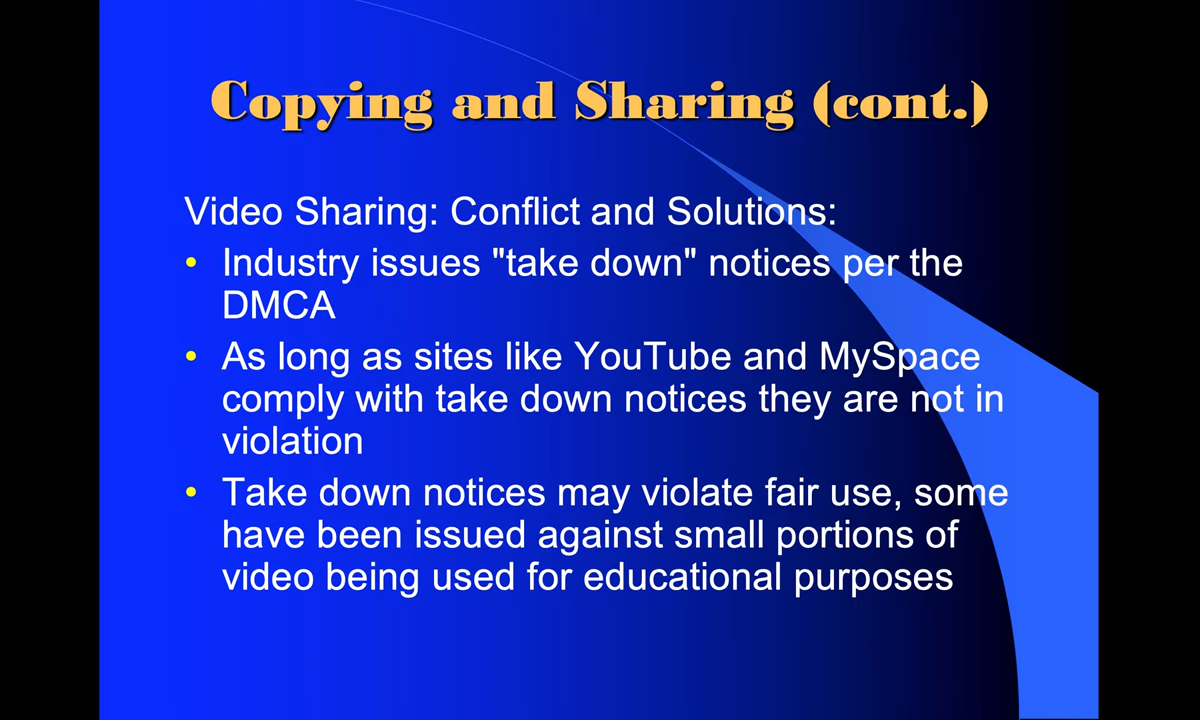 Copying and Sharing (cont.)
Video Sharing: Conflict and Solutions:
• Industry issues "take down" notices per the
DMCA
• As long as sites like YouTube and MySpace
comply with take down notices they are not in
violation
• Take down notices may violate fair use, some
have been issued against small portions of
video being used for educational purposes